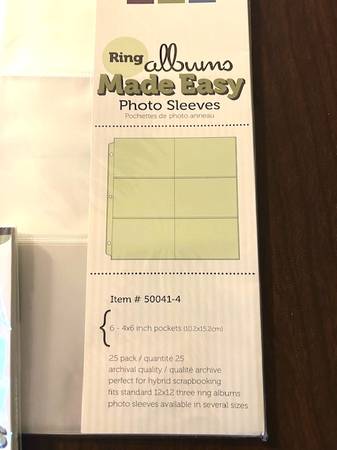 Ring albums
Made Easy
Photo Sleeves
Pochettes de photo anneau
Item # 50041-4
6 - 4x6 inch pockets (10.2x15.2cm)
25 pack / quantité 25
archival quality / qualité archive
perfect for hybrid scrapbooking
fits standard 12x12 three ring albums
photo sleeves available in several sizes